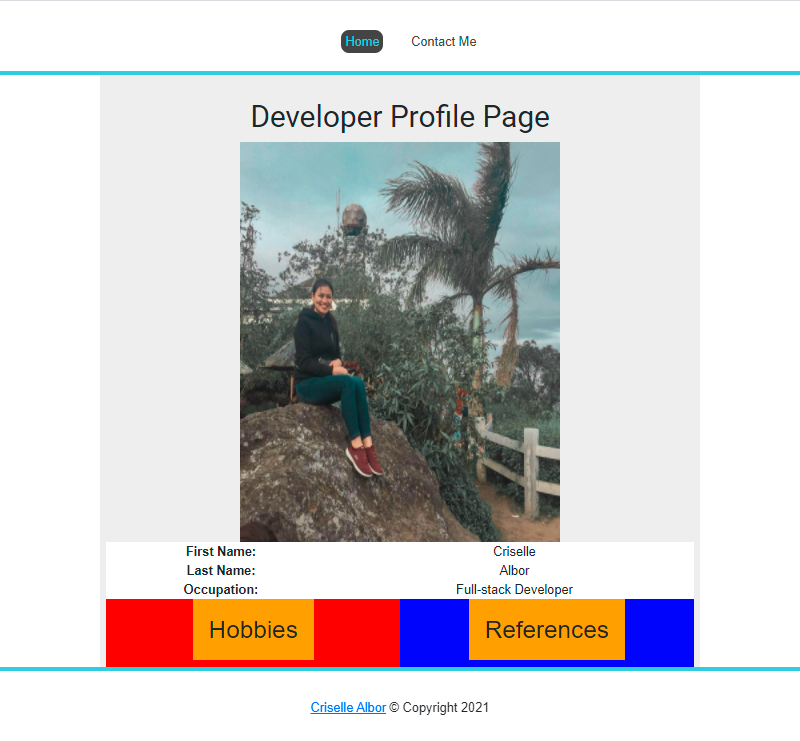 Home Contact Me
Developer Profile Page
First Name: Criselle
Last Name: Albor
Occupation: Full-stack Developer
Hobbies References
Criselle Albor © Copyright 2021